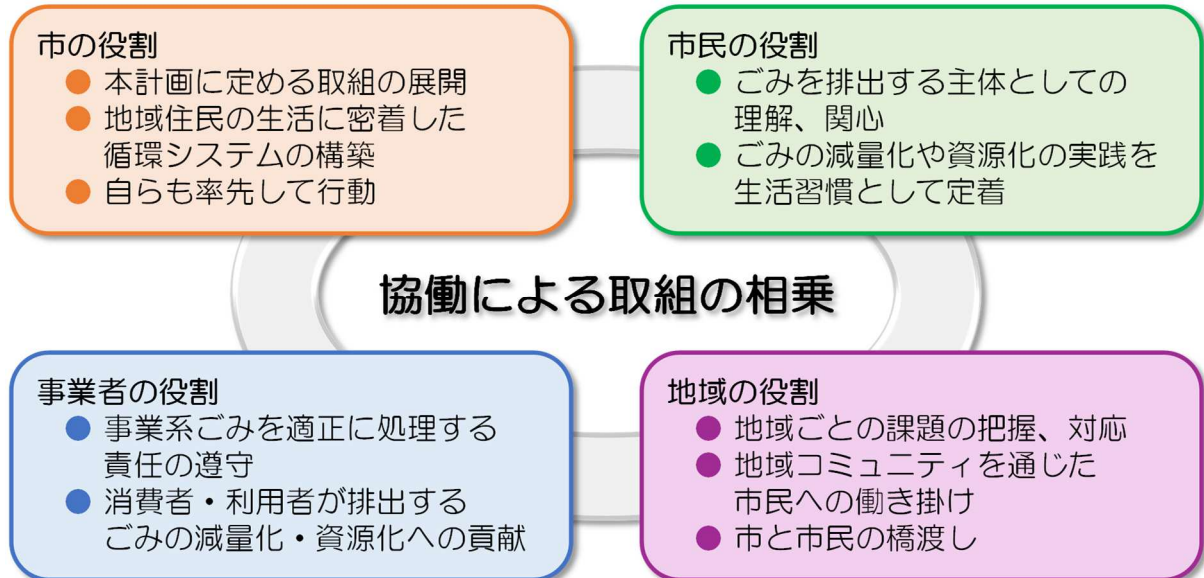 市の役割
● 本計画に定める取組の展開
● 地域住民の生活に密着した
循環システムの構築
● 自らも率先して行動
市民の役割
● ごみを排出する主体としての
理解、関心
● ごみの減量化や資源化の実践を
生活習慣として定着
協働による取組の相乗
事業者の役割
● 事業系ごみを適正に処理する
責任の遵守
● 消費者・利用者が排出する
ごみの減量化・資源化への貢献
地域の役割
● 地域ごとの課題の把握、対応
● 地域コミュニティを通じた
市民への働き掛け
● 市と市民の橋渡し